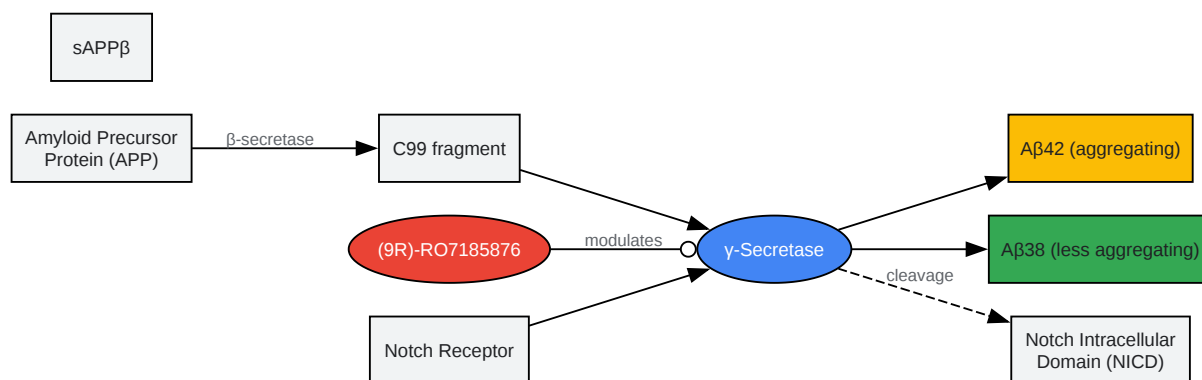 sAPPβ
Amyloid Precursor
Protein (APP)
β-secretase
C99 fragment
Aβ42 (aggregating)
(9R)-RO7185876
modulates
γ-Secretase
Aβ38 (less aggregating)
cleavage
Notch Receptor
Notch Intracellular
Domain (NICD)